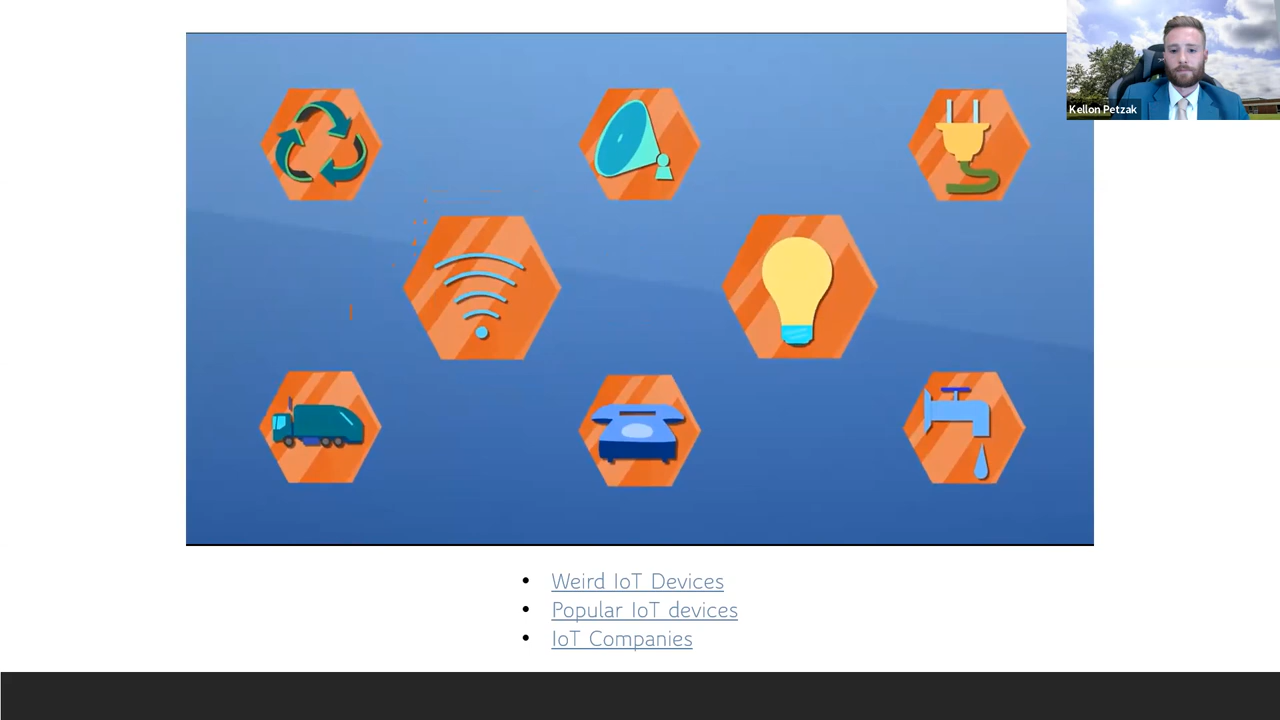 Kellon Petzak
Weird IoT Devices
Popular IoT devices
IoT Companies